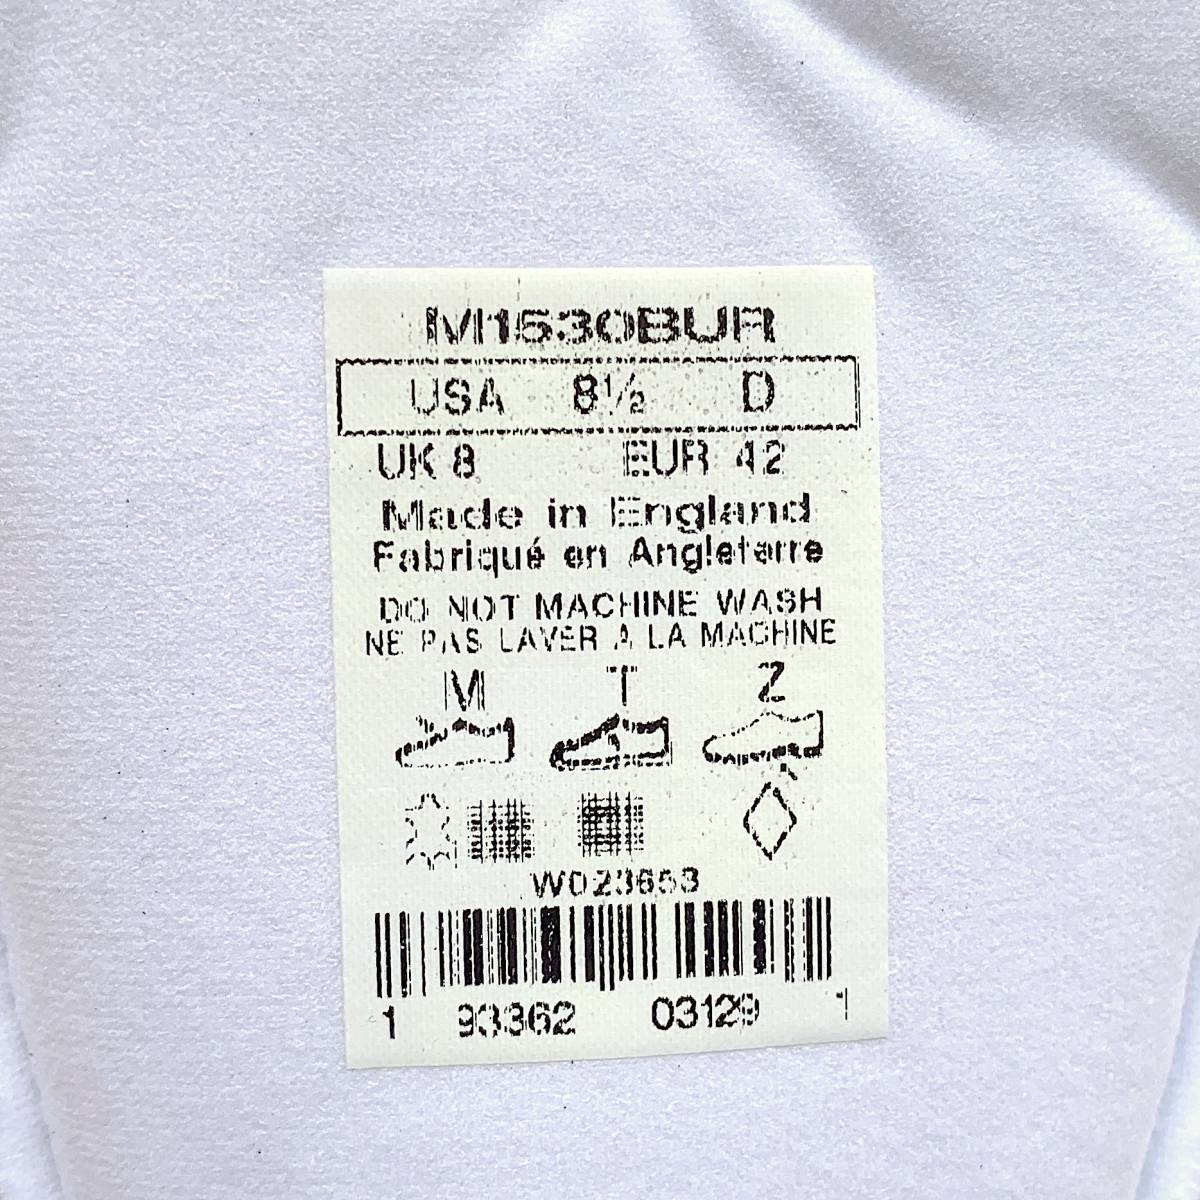 M1530BUR
USA 8½ D
UK 8 EUR 42
Made in England
Fabriqué en Angleterre
DO NOT MACHINE WASH
NE PAS LAVER A LA MACHINE
M T Z
W023653
1 93362 03129 1